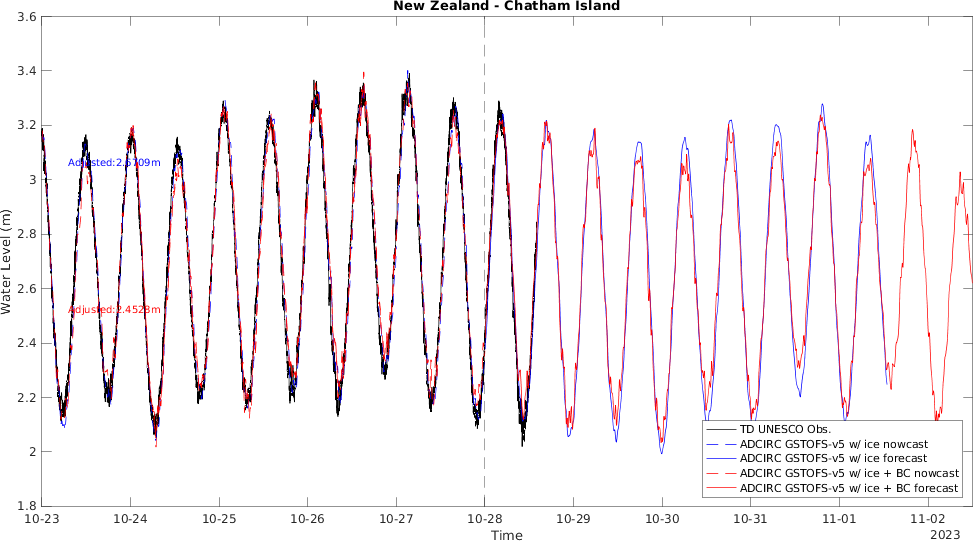 New Zealand - Chatham Island
3.6
3.4
3.2
3
2.8
2.6
2.4
2.2
2
1.8
Water Level (m)
Adjusted:2.5709m
Adjusted:2.4523m
TD UNESCO Obs.
ADCIRC GSTOFS-v5 w/ ice nowcast
ADCIRC GSTOFS-v5 w/ ice forecast
ADCIRC GSTOFS-v5 w/ ice + BC nowcast
ADCIRC GSTOFS-v5 w/ ice + BC forecast
10-23 10-24 10-25 10-26 10-27 10-28 10-29 10-30 10-31 11-01 11-02
Time
2023